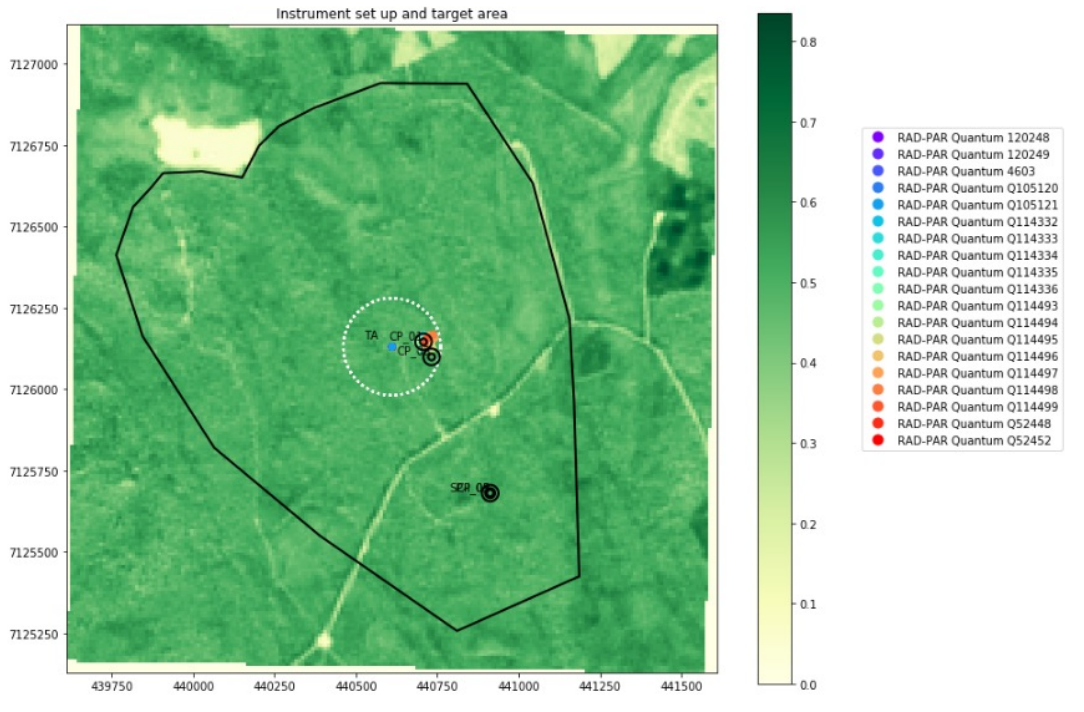 Instrument set up and target area
7127000
7126750
7126500
7126250
7126000
7125750
7125500
7125250
439750 440000 440250 440500 440750 441000 441250 441500
TA
CP_
CP_
0.8
0.7
0.6
0.5
0.4
0.3
0.2
0.1
0.0
RAD-PAR Quantum 120248
RAD-PAR Quantum 120249
RAD-PAR Quantum 4603
RAD-PAR Quantum Q105120
RAD-PAR Quantum Q105121
RAD-PAR Quantum Q114332
RAD-PAR Quantum Q114333
RAD-PAR Quantum Q114334
RAD-PAR Quantum Q114335
RAD-PAR Quantum Q114336
RAD-PAR Quantum Q114493
RAD-PAR Quantum Q114494
RAD-PAR Quantum Q114495
RAD-PAR Quantum Q114496
RAD-PAR Quantum Q114497
RAD-PAR Quantum Q114498
RAD-PAR Quantum Q114499
RAD-PAR Quantum Q52448
RAD-PAR Quantum Q52452